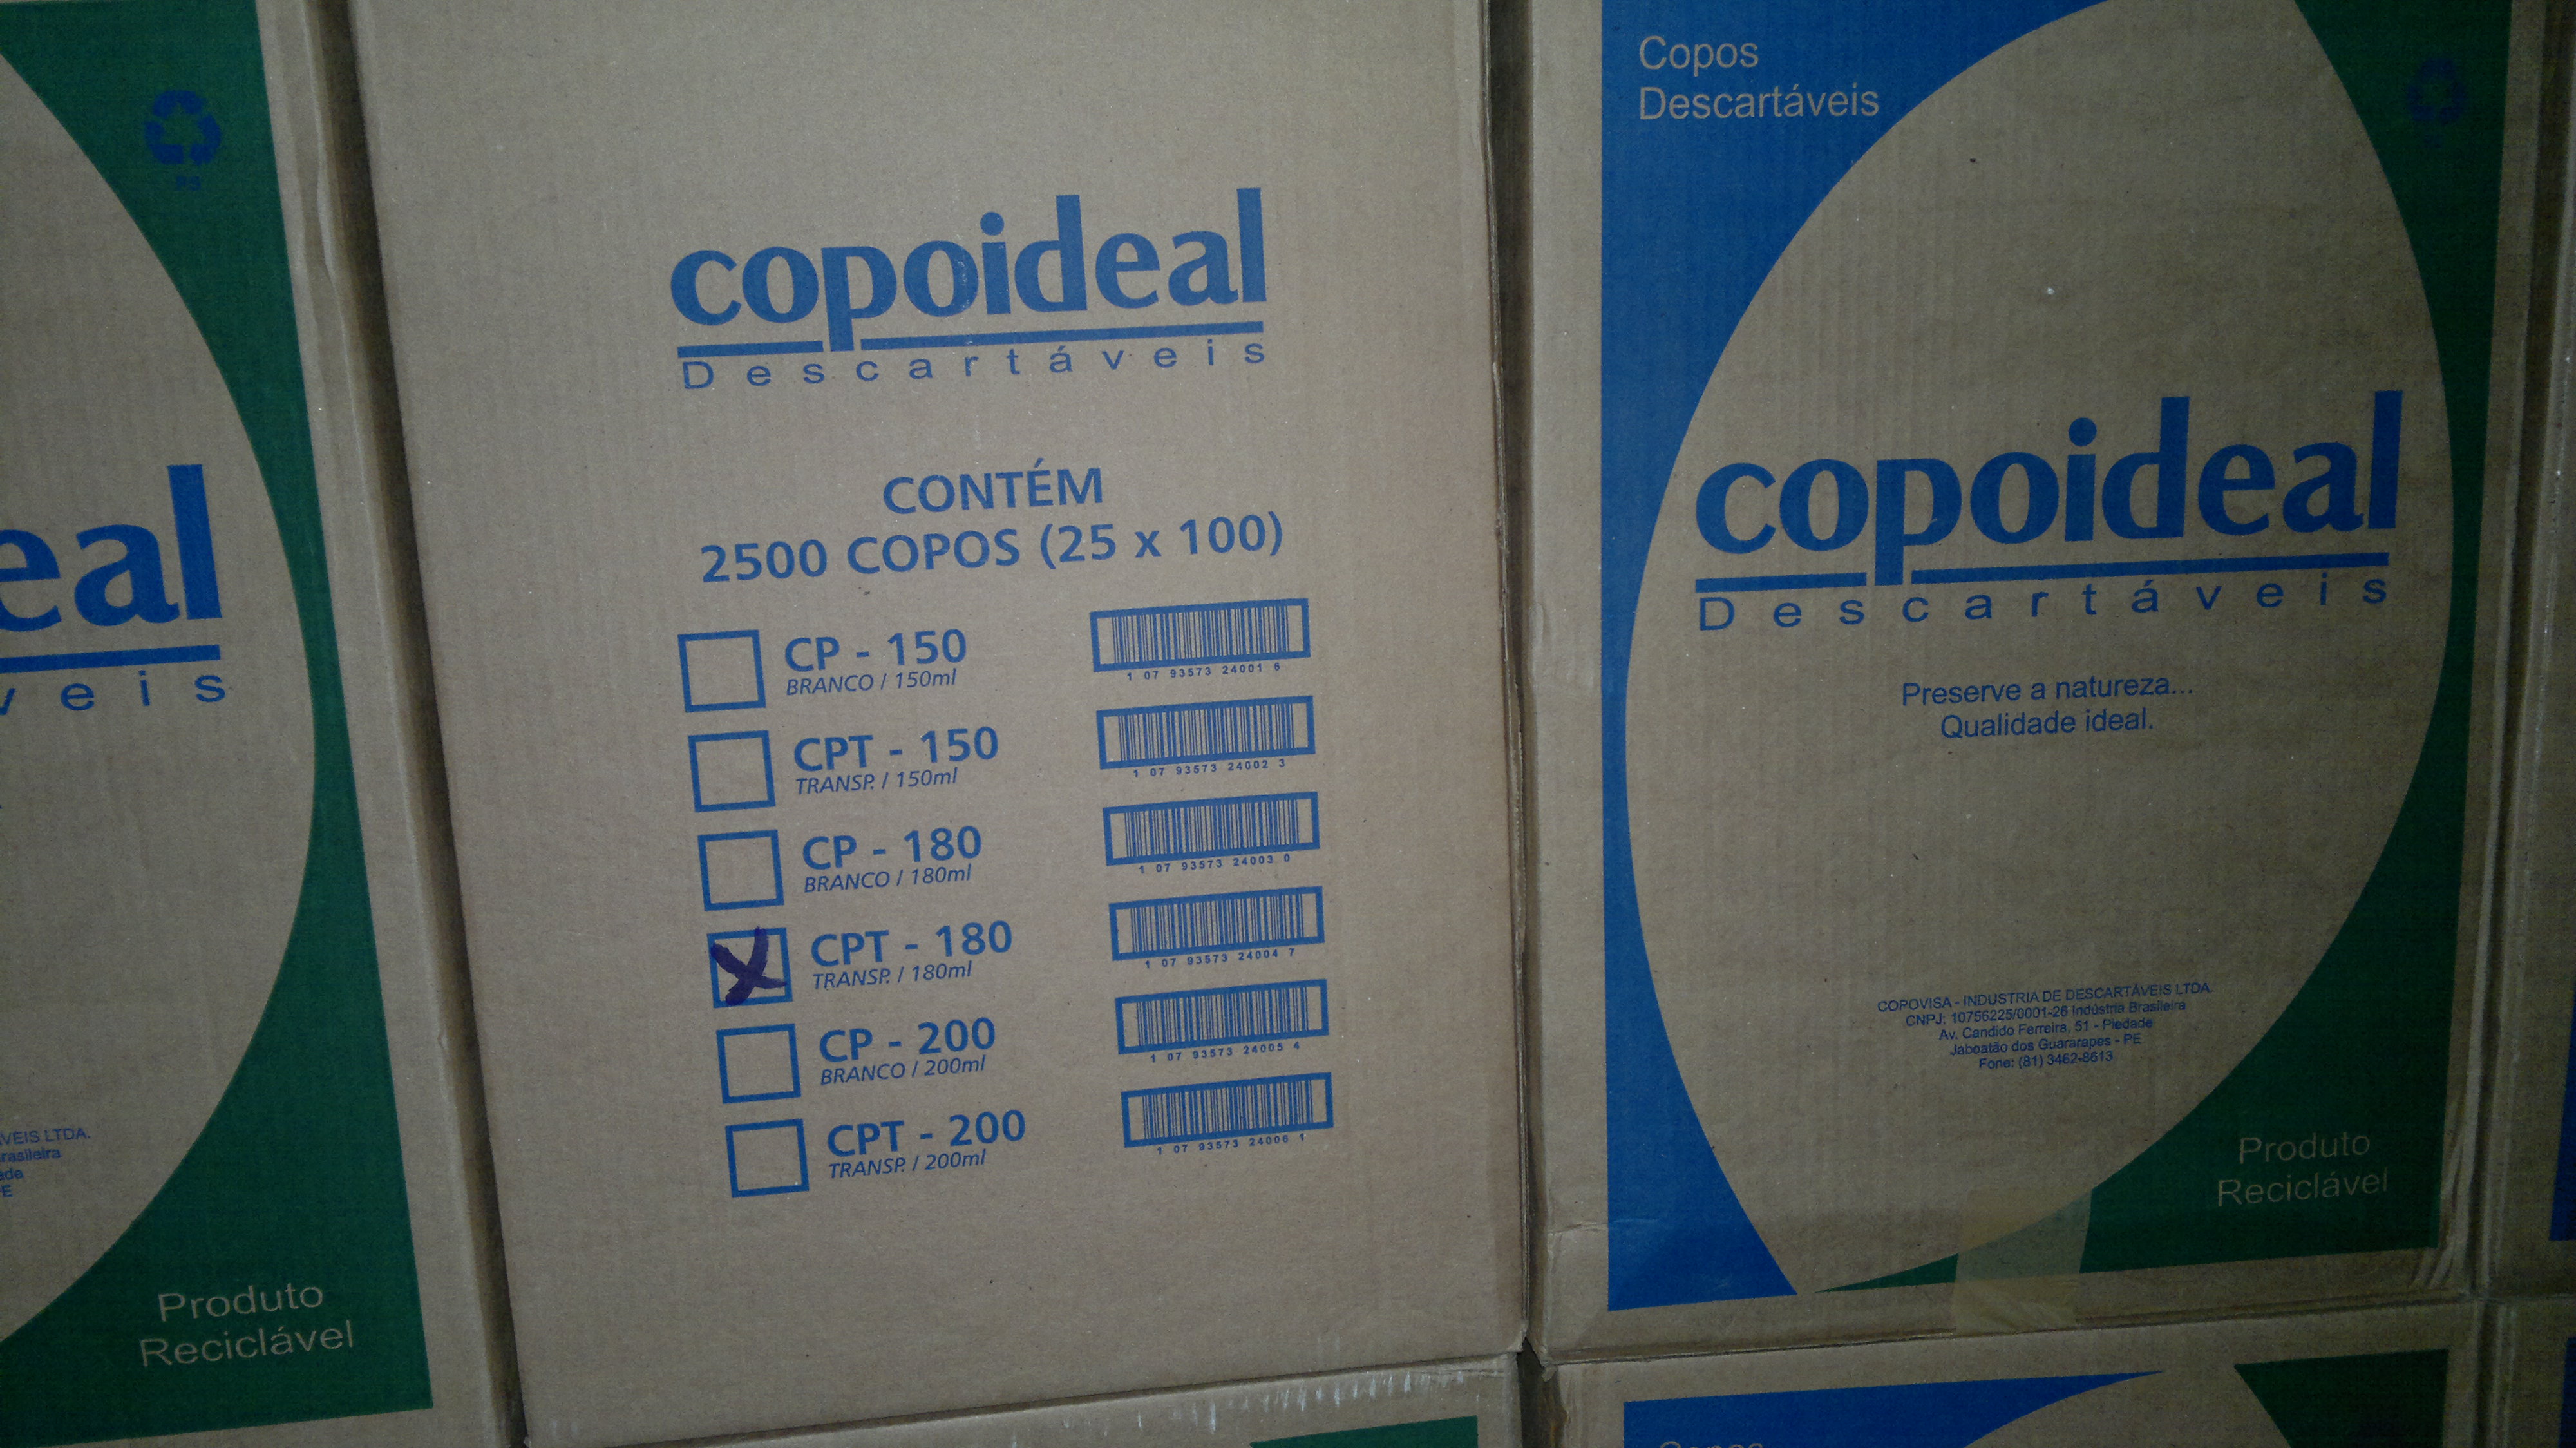 PS
eal
veis
VEIS LTDA.
rasileira
ade
E
Produto
Reciclável
copoideal
Descartáveis
CONTÉM
2500 COPOS (25 x 100)
CP - 150
BRANCO / 150ml
1 07 93573 24001 6
CPT - 150
TRANSP. / 150ml
1 07 93573 24002 3
CP - 180
BRANCO / 180ml
1 07 93573 24003 0
X CPT - 180
TRANSP. / 180ml
1 07 93573 24004 7
CP - 200
BRANCO / 200ml
1 07 93573 24005 4
CPT - 200
TRANSP. / 200ml
1 07 93573 24006 1
Copos
Descartáveis
copoideal
Descartáveis
Preserve a natureza...
Qualidade ideal.
COPOVISA - INDUSTRIA DE DESCARTÁVEIS LTDA.
CNPJ: 10756225/0001-26 Indústria Brasileira
Av. Candido Ferreira, 51 - Piedade
Jaboatão dos Guararapes - PE
Fone: (81) 3462-8613
Produto
Reciclável